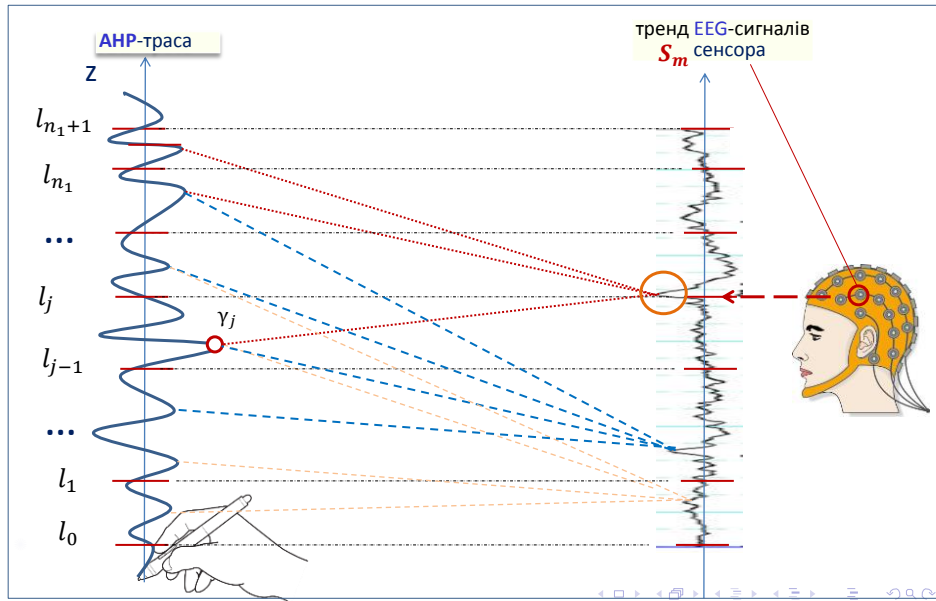 АНР-траса
тренд EEG-сигналів
S_m сенсора
Z
l_{n_1+1}
l_{n_1}
...
l_j
γ_j
l_{j−1}
...
l_1
l_0